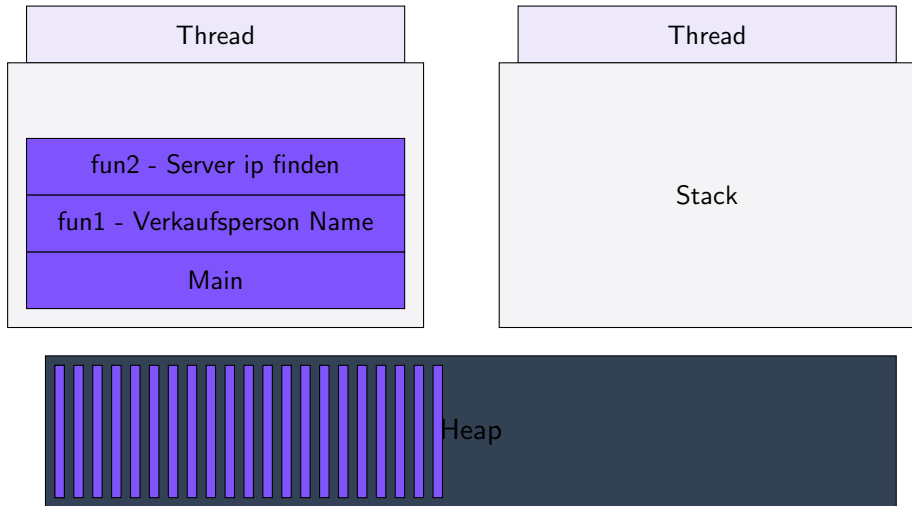 Thread
Thread
fun2 - Server ip finden
fun1 - Verkaufsperson Name
Main
Stack
Heap